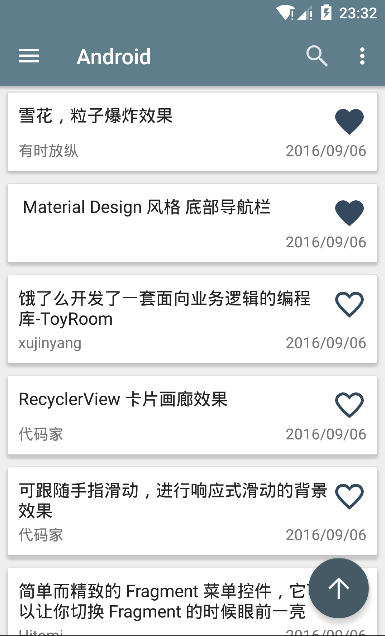 23:32
Android
雪花，粒子爆炸效果
有时放纵 2016/09/06
Material Design 风格 底部导航栏
2016/09/06
饿了么开发了一套面向业务逻辑的编程
库-ToyRoom
xujinyang 2016/09/06
RecyclerView 卡片画廊效果
代码家 2016/09/06
可跟随手指滑动，进行响应式滑动的背景
效果
代码家 2016/09/06
简单而精致的 Fragment 菜单控件，它
以让你切换 Fragment 的时候眼前一亮